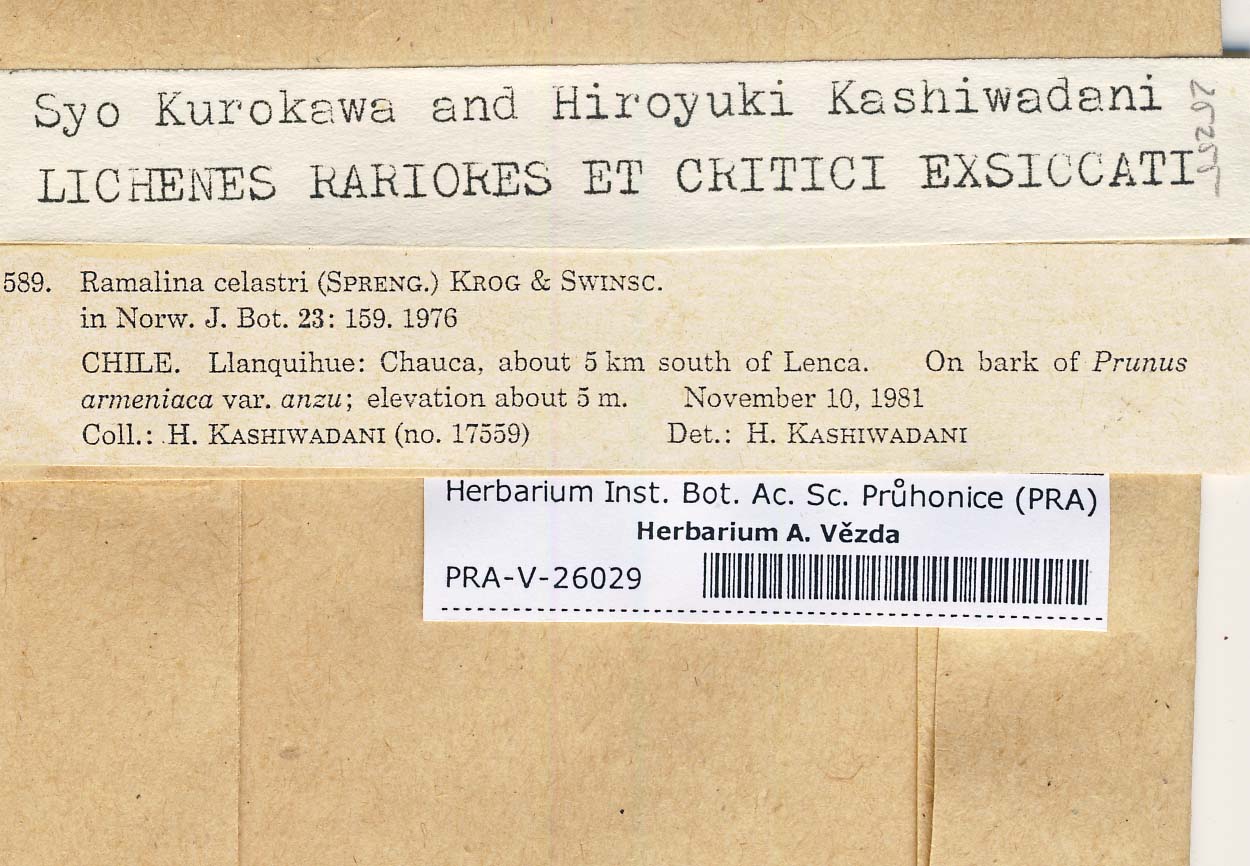 Syo Kurokawa and Hiroyuki Kashiwadani
LICHENES RARIORES ET CRITICI EXSICCATI
589. Ramalina celastri (SPRENG.) KROG & SWINSC.
in Norw. J. Bot. 23: 159. 1976
CHILE. Llanquihue: Chauca, about 5 km south of Lenca. On bark of Prunus
armeniaca var. anzu; elevation about 5 m. November 10, 1981
Coll.: H. KASHIWADANI (no. 17559) Det.: H. KASHIWADANI
Herbarium Inst. Bot. Ac. Sc. Průhonice (PRA)
Herbarium A. Vězda
PRA-V-26029